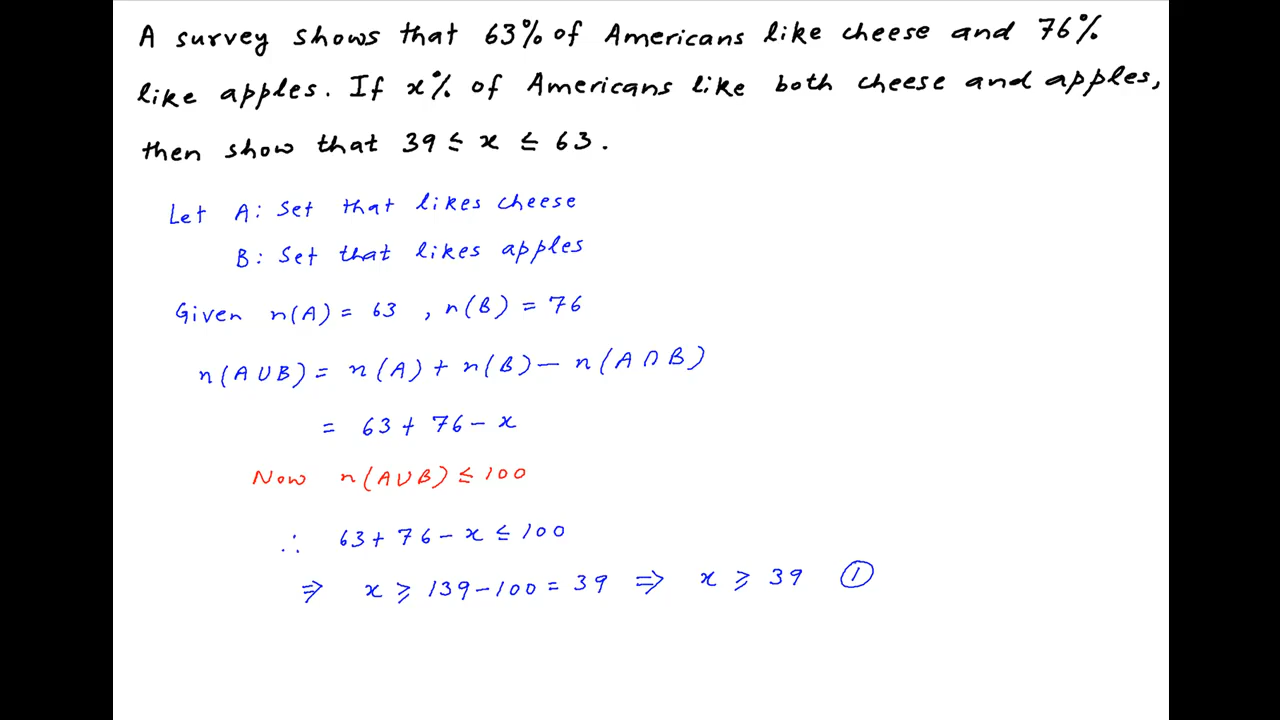 A survey shows that 63% of Americans like cheese and 76%
like apples. If x% of Americans like both cheese and apples,
then show that 39 ≤ x ≤ 63.
Let A: Set that likes cheese
B: Set that likes apples
Given n(A) = 63, n(B) = 76
n(A∪B) = n(A) + n(B) − n(A∩B)
= 63 + 76 − x
Now n(A∪B) ≤ 100
∴ 63 + 76 − x ≤ 100
⇒ x ≥ 139 − 100 = 39 ⇒ x ≥ 39 ①